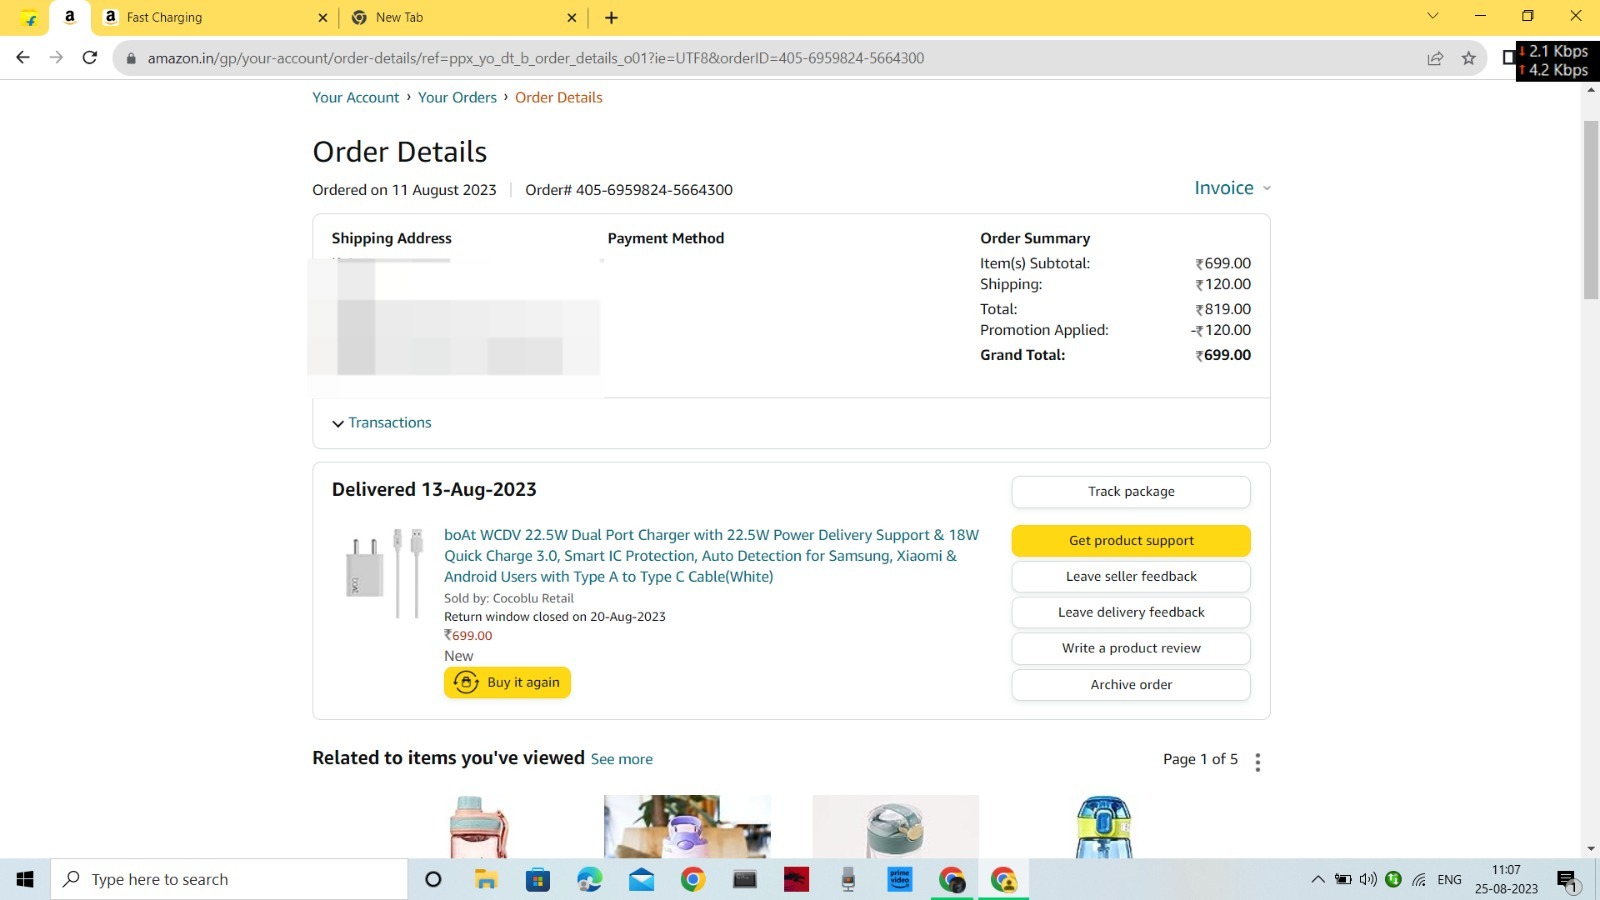 Fast Charging
New Tab
amazon.in/gp/your-account/order-details/ref=ppx_yo_dt_b_order_details_o01?ie=UTF8&orderID=405-6959824-5664300
2.1 Kbps
4.2 Kbps
Your Account › Your Orders › Order Details
Order Details
Ordered on 11 August 2023 | Order# 405-6959824-5664300
Invoice
Shipping Address
Payment Method
Order Summary
Item(s) Subtotal: ₹699.00
Shipping: ₹120.00
Total: ₹819.00
Promotion Applied: -₹120.00
Grand Total: ₹699.00
Transactions
Delivered 13-Aug-2023
boAt WCDV 22.5W Dual Port Charger with 22.5W Power Delivery Support & 18W
Quick Charge 3.0, Smart IC Protection, Auto Detection for Samsung, Xiaomi &
Android Users with Type A to Type C Cable(White)
Sold by: Cocoblu Retail
Return window closed on 20-Aug-2023
₹699.00
New
Buy it again
Track package
Get product support
Leave seller feedback
Leave delivery feedback
Write a product review
Archive order
Related to items you've viewed See more
Page 1 of 5
Type here to search
prime video
ENG
11:07
25-08-2023
1